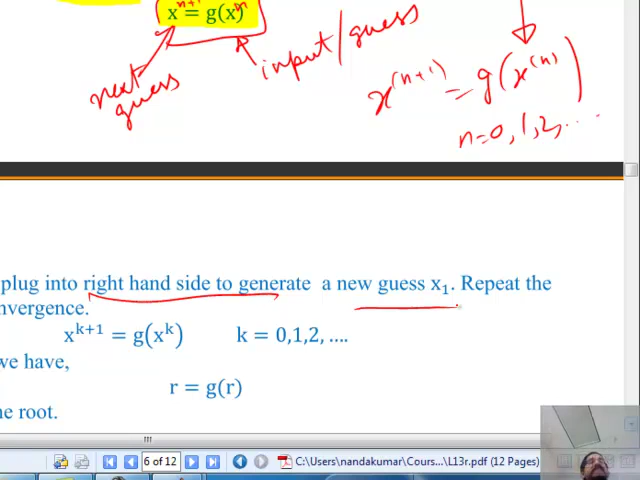 x^{n+1} = g(x^n)
next guess
input/guess
x^{(n+1)} = g(x^{(n)})
n=0, 1, 2, ....
plug into right hand side to generate a new guess x₁. Repeat the
nvergence.
x^{k+1} = g(x^k) k = 0,1,2, ....
we have,
r = g(r)
he root.
6 of 12
C:\Users\nandakumar\Cours...\L13r.pdf (12 Pages)